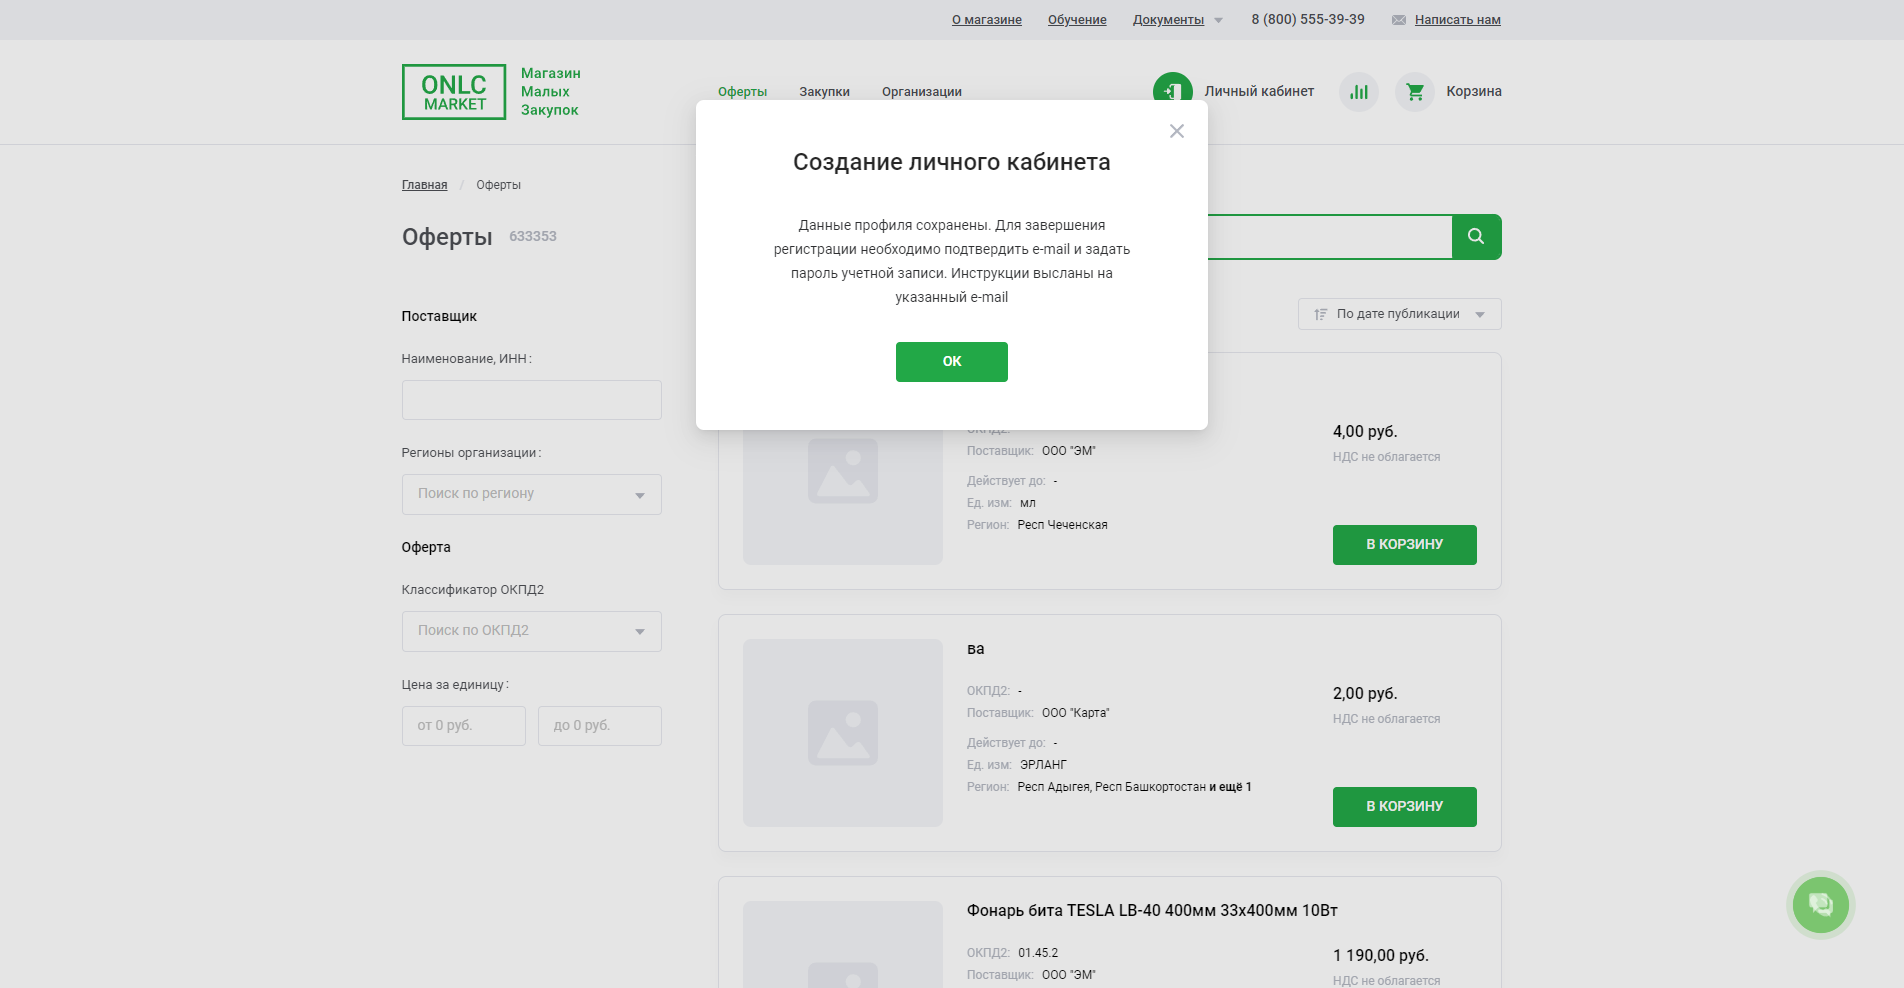 О магазине
Обучение
Документы
8 (800) 555-39-39
Написать нам
ONLC
MARKET
Магазин
Малых
Закупок
Оферты
Закупки
Организации
Личный кабинет
Корзина
Создание личного кабинета
Данные профиля сохранены. Для завершения
регистрации необходимо подтвердить e-mail и задать
пароль учетной записи. Инструкции высланы на
указанный e-mail
ОК
Главная / Оферты
Оферты 633353
По дате публикации
Поставщик
Наименование, ИНН:
Регионы организации:
Поиск по региону
Оферта
Классификатор ОКПД2
Поиск по ОКПД2
Цена за единицу:
от 0 руб.
до 0 руб.
ОКПД2:
Поставщик: ООО "ЭМ"
Действует до: -
Ед. изм: мл
Регион: Респ Чеченская
4,00 руб.
НДС не облагается
В КОРЗИНУ
ва
ОКПД2: -
Поставщик: ООО "Карта"
Действует до: -
Ед. изм: ЭРЛАНГ
Регион: Респ Адыгея, Респ Башкортостан и ещё 1
2,00 руб.
НДС не облагается
В КОРЗИНУ
Фонарь бита TESLA LB-40 400мм 33х400мм 10Вт
ОКПД2: 01.45.2
Поставщик: ООО "ЭМ"
1 190,00 руб.
НДС не облагается